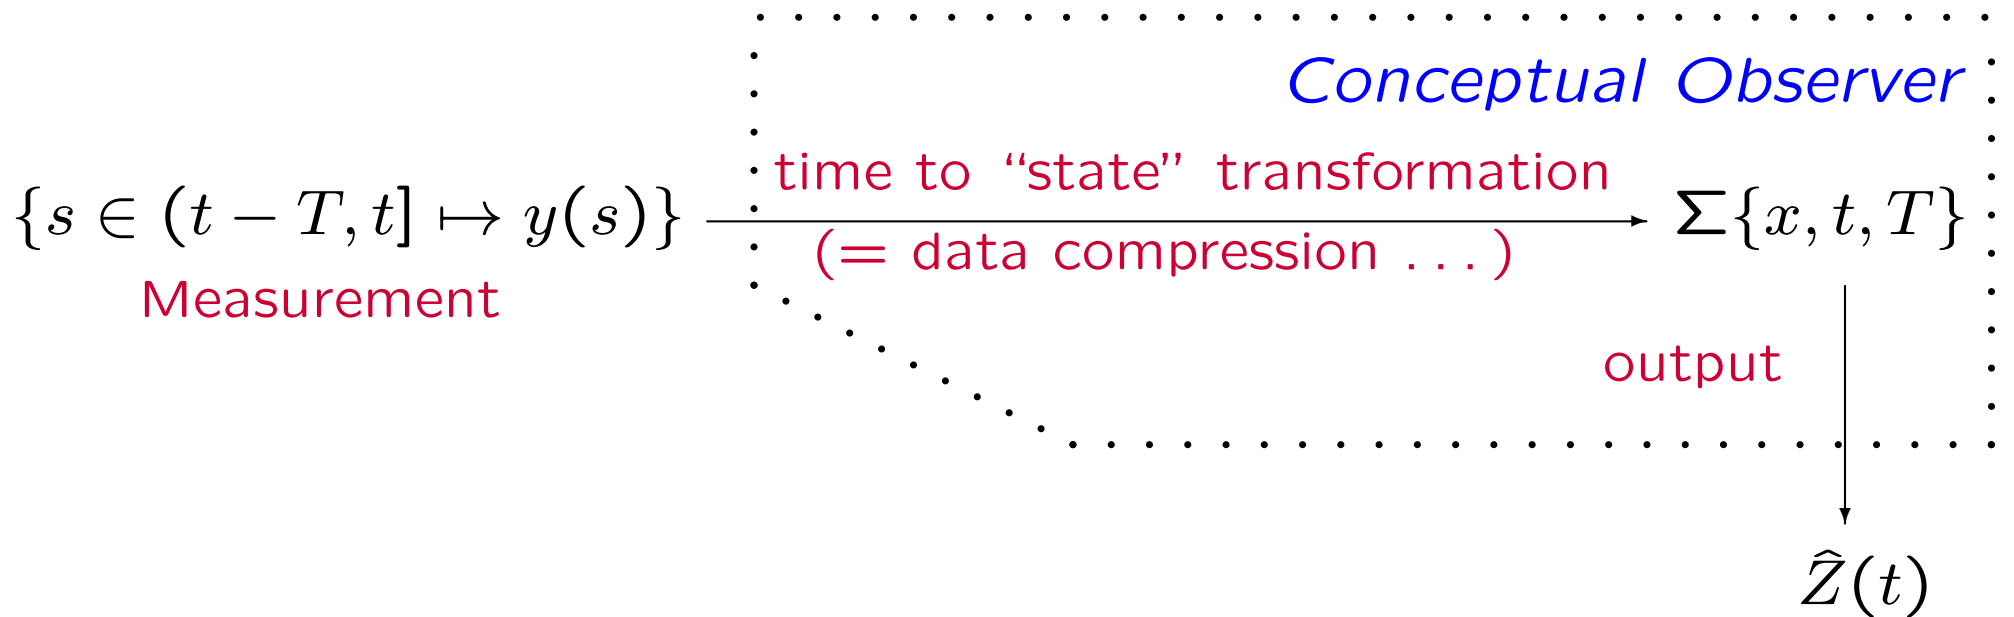 Conceptual Observer
time to “state” transformation
{s ∈ (t − T, t] ↦ y(s)}
Σ{x, t, T}
(= data compression . . . )
Measurement
output
Ẑ(t)